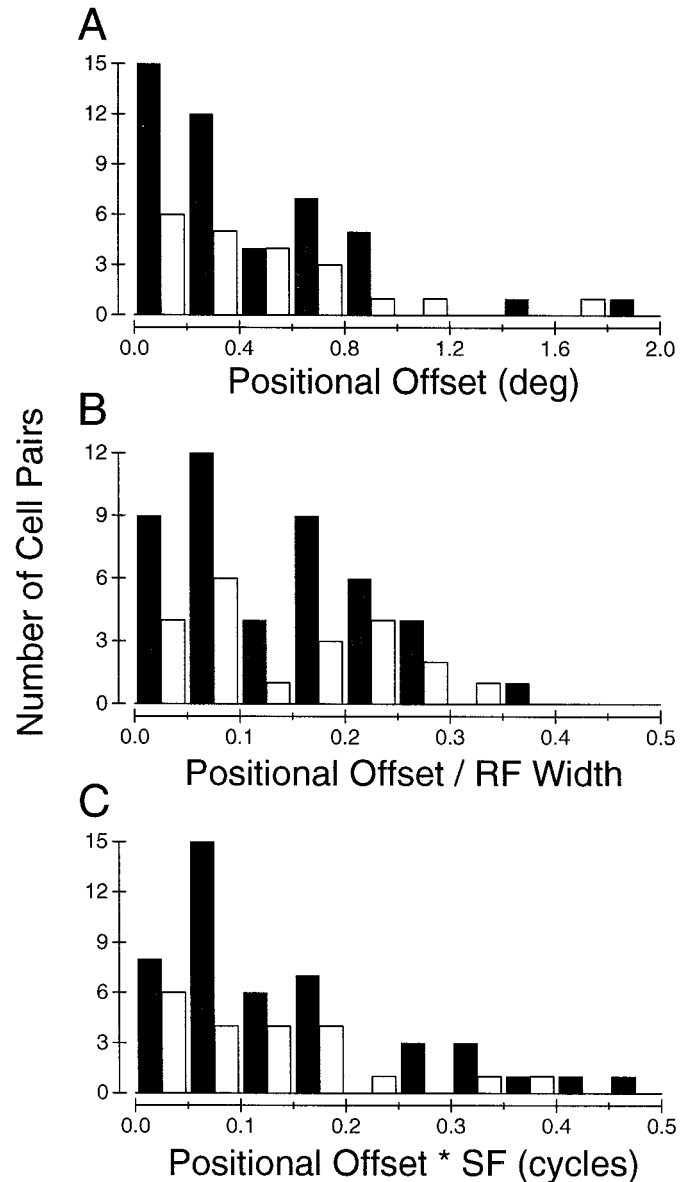 A
15
12
9
6
3
0
0.0 0.4 0.8 1.2 1.6 2.0
Positional Offset (deg)
B
Number of Cell Pairs
12
9
6
3
0
0.0 0.1 0.2 0.3 0.4 0.5
Positional Offset / RF Width
C
15
12
9
6
3
0
0.0 0.1 0.2 0.3 0.4 0.5
Positional Offset * SF (cycles)